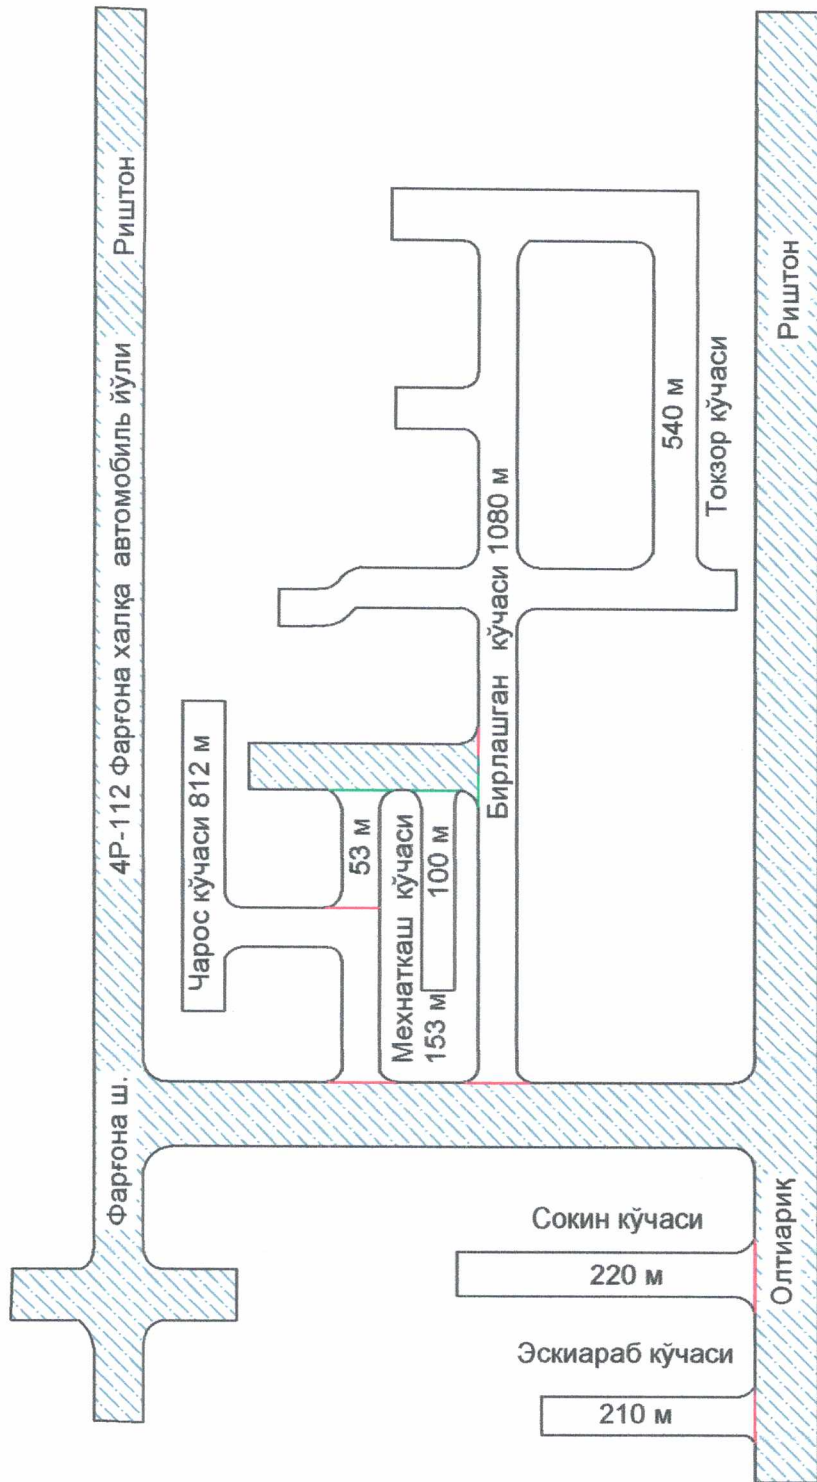 Фарғона ш.
4Р-112 Фарғона халқа автомобиль йўли
Риштон
Чарос кўчаси 812 м
53 м
Мехнаткаш кўчаси
153 м
100 м
Бирлашган кўчаси 1080 м
540 м
Токзор кўчаси
Риштон
Олтиариқ
Сокин кўчаси
220 м
Эскиараб кўчаси
210 м